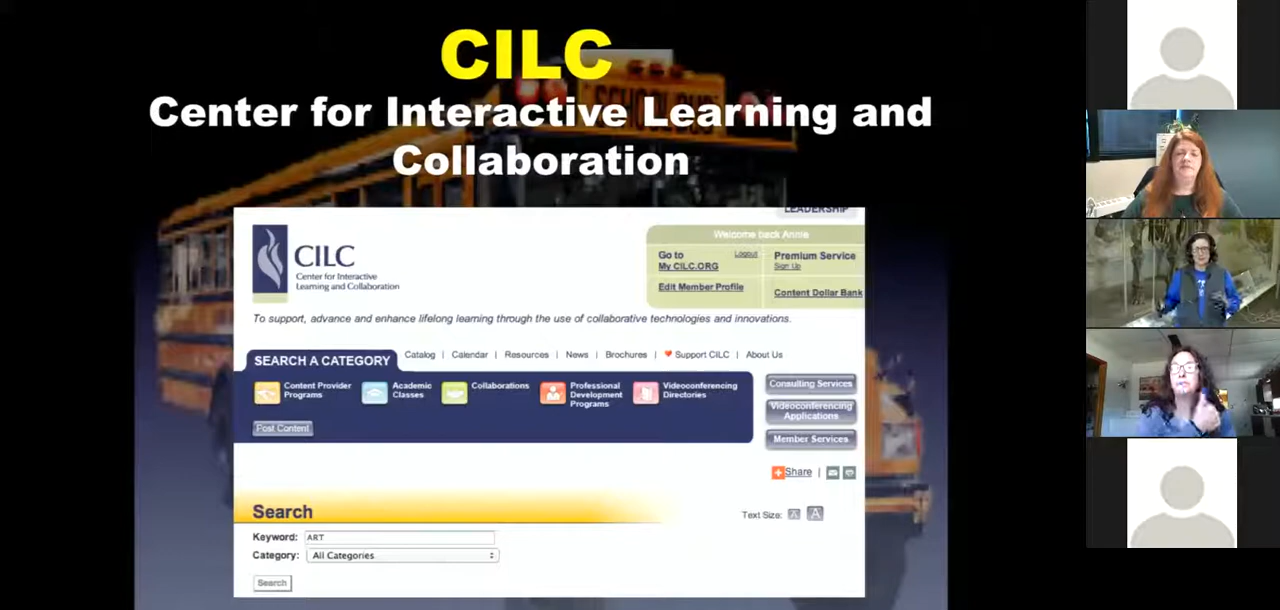 CILC
Center for Interactive Learning and
Collaboration
SCHOOL BUS
LEADERSHIP
CILC
Center for Interactive
Learning and Collaboration
Welcome back Annie
Go to
My CILC.ORG
Logout
Premium Service
Sign Up
Edit Member Profile
Content Dollar Bank
To support, advance and enhance lifelong learning through the use of collaborative technologies and innovations.
SEARCH A CATEGORY
Catalog | Calendar | Resources | News | Brochures | Support CILC | About Us
Content Provider
Programs
Academic
Classes
Collaborations
Professional
Development
Programs
Videoconferencing
Directories
Post Content
Consulting Services
Videoconferencing
Applications
Member Services
Share |
Search
Text Size: A A
Keyword: ART
Category: All Categories
Search